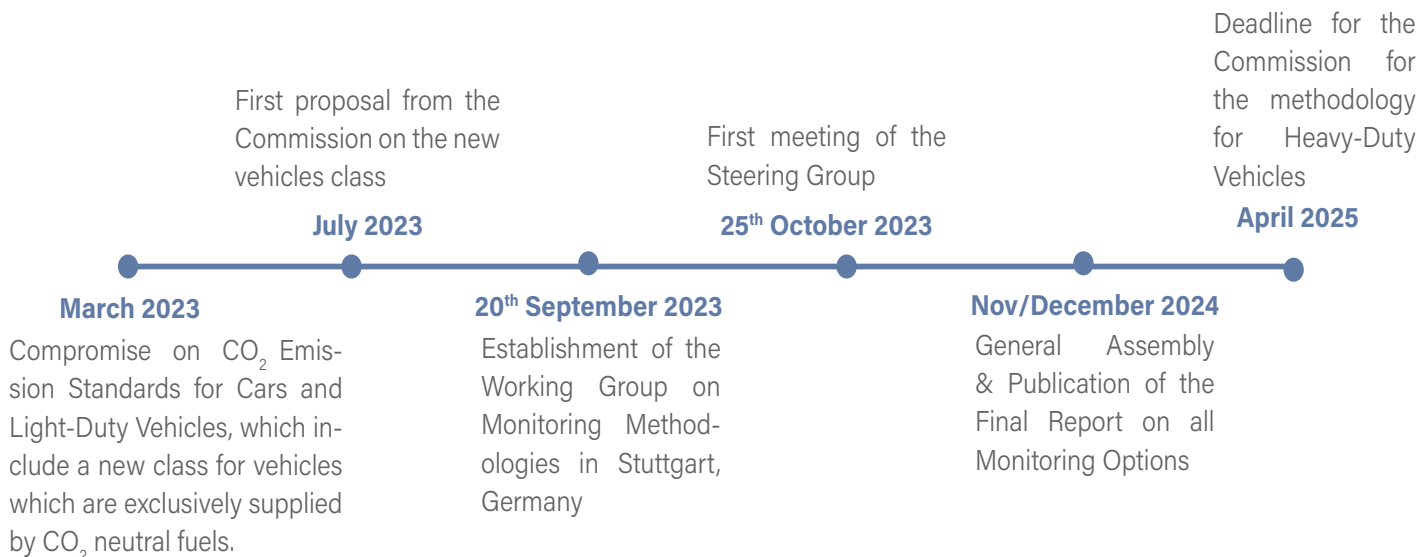 March 2023
Compromise on CO₂ Emis-
sion Standards for Cars and
Light-Duty Vehicles, which in-
clude a new class for vehicles
which are exclusively supplied
by CO₂ neutral fuels.
First proposal from the
Commission on the new
vehicles class
July 2023
20th September 2023
Establishment of the
Working Group on
Monitoring Method-
ologies in Stuttgart,
Germany
First meeting of the
Steering Group
25th October 2023
Nov/December 2024
General Assembly
& Publication of the
Final Report on all
Monitoring Options
Deadline for the
Commission for
the methodology
for Heavy-Duty
Vehicles
April 2025